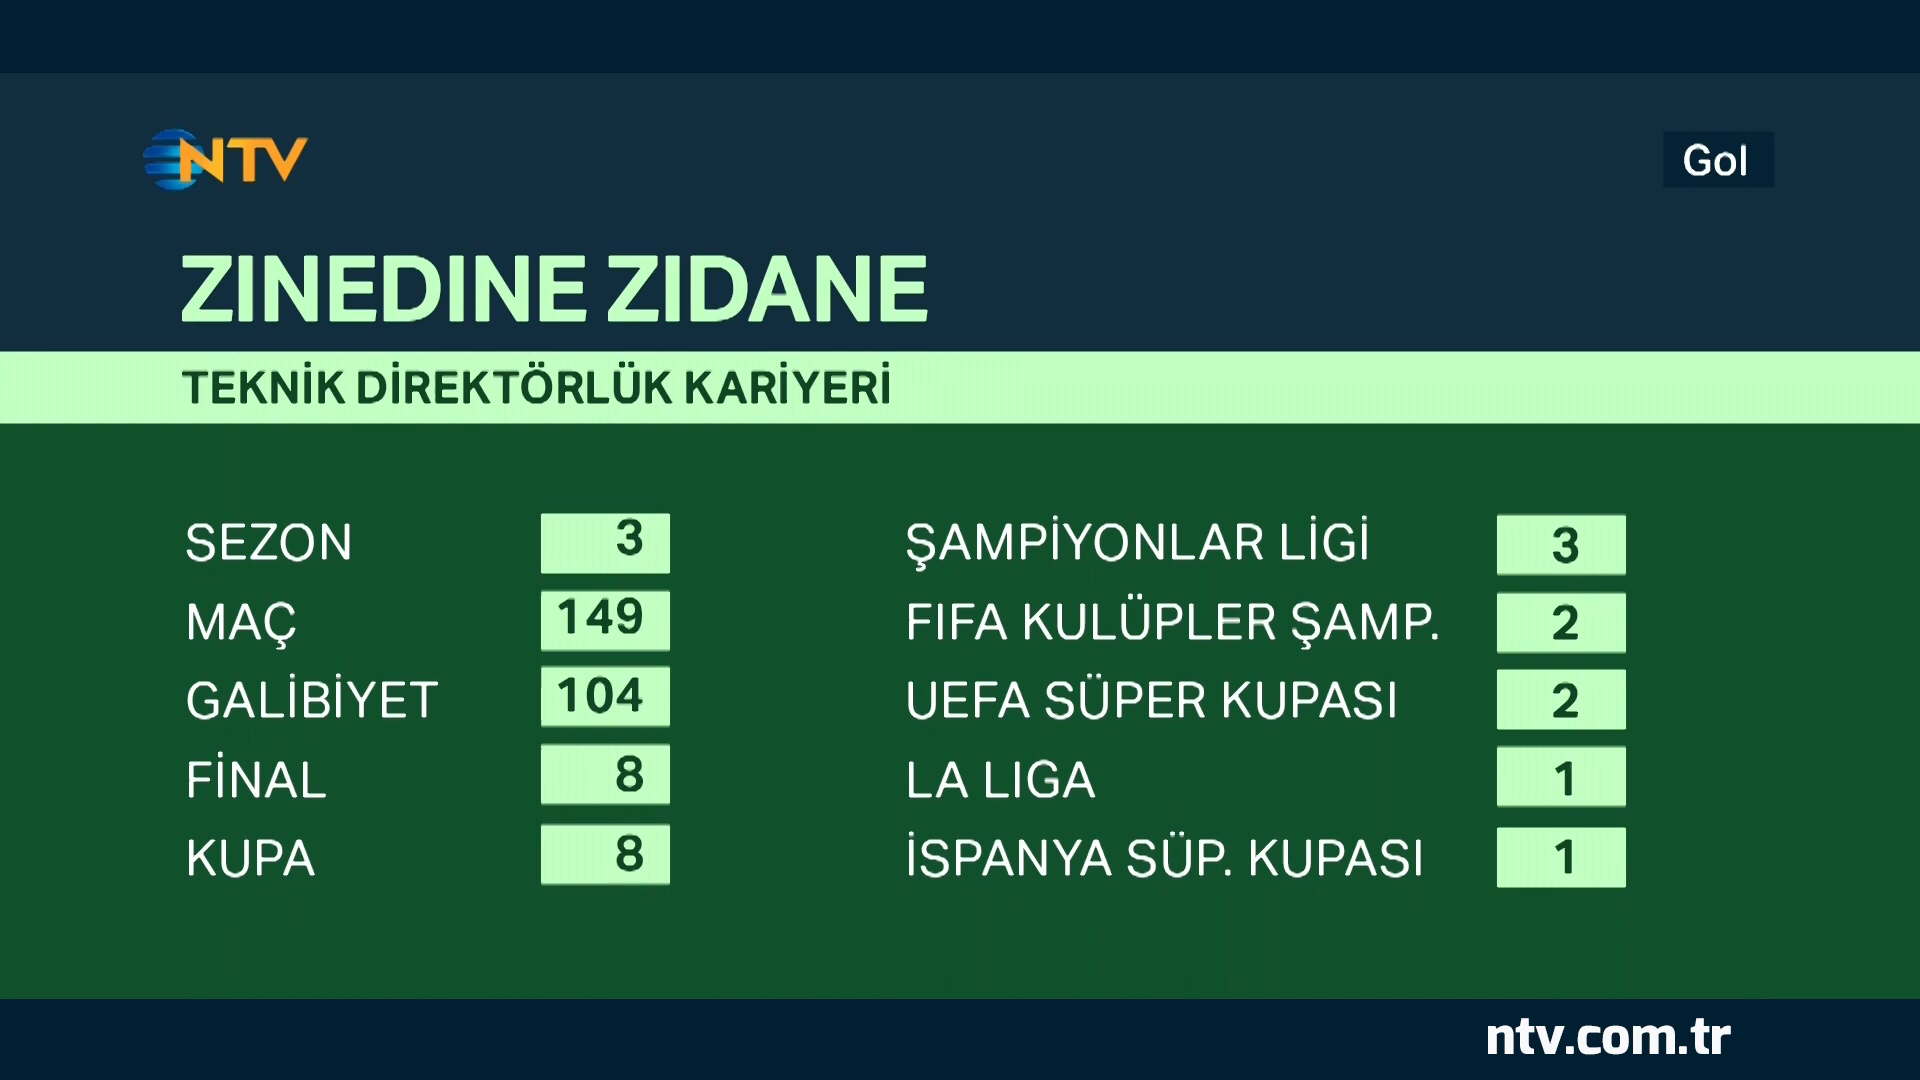 NTV
Gol
ZINEDINE ZIDANE
TEKNİK DİREKTÖRLÜK KARİYERİ
SEZON 3
MAÇ 149
GALİBİYET 104
FİNAL 8
KUPA 8
ŞAMPİYONLAR LİGİ 3
FIFA KULÜPLER ŞAMP. 2
UEFA SÜPER KUPASI 2
LA LIGA 1
İSPANYA SÜP. KUPASI 1
ntv.com.tr